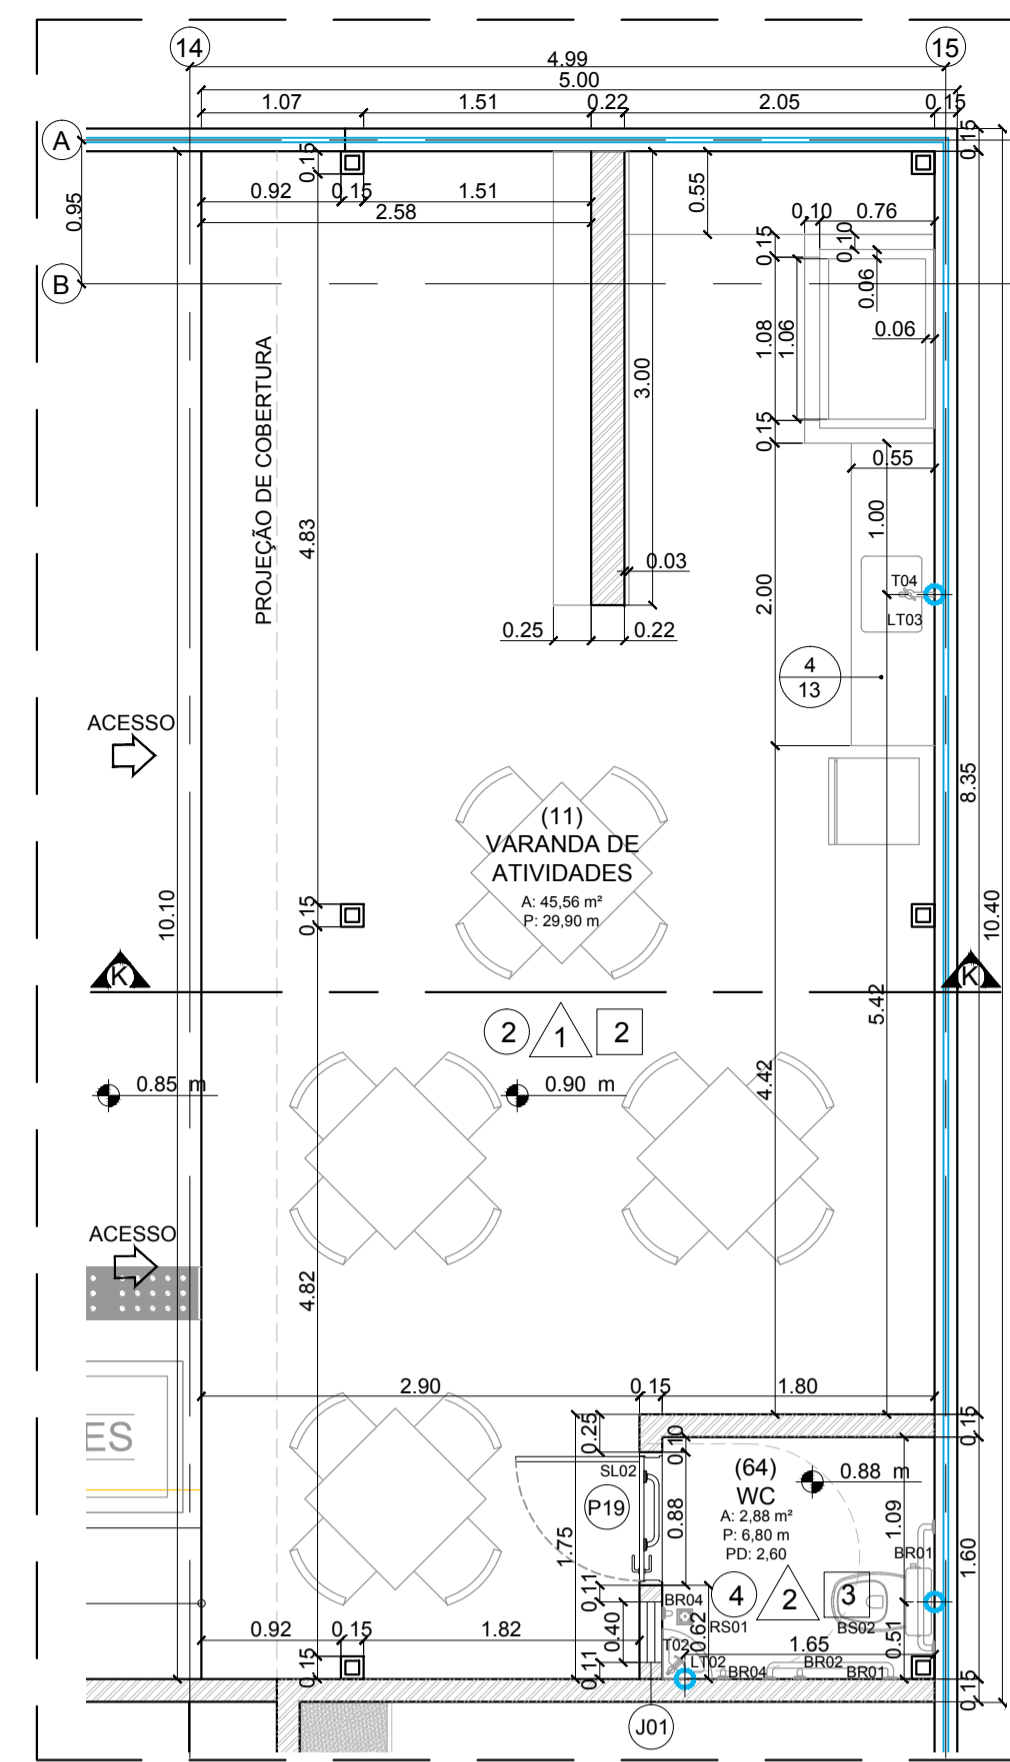 14
15
4.99
5.00
1.07
1.51
0.22
2.05
0.15
A
0.15
0.15
0.92
0.15
1.51
2.58
0.55
0.95
0.10
0.76
0.15
0.10
B
0.06
0.06
1.08
1.06
3.00
PROJEÇÃO DE COBERTURA
0.15
0.55
4.83
1.00
0.03
2.00
T04
LT03
0.25
0.22
4
13
ACESSO
8.35
(11)
VARANDA DE
ATIVIDADES
A: 45,56 m²
P: 29,90 m
10.10
0.15
10.40
K
K
5.42
2
1
2
0.85 m
0.90 m
4.42
ACESSO
4.82
2.90
0.15
1.80
0.25
0.10
0.15
ES
SL02
(64)
WC
A: 2,88 m²
P: 6,80 m
PD: 2,60
0.88 m
P19
0.88
1.09
1.75
BR01
1.60
0.11
BR04
4
2
3
RS01
BS02
0.92
0.15
1.82
0.40
T02
0.62
1.65
0.51
LT02
BR02
BR04
BR01
0.15
0.11
0.15
J01